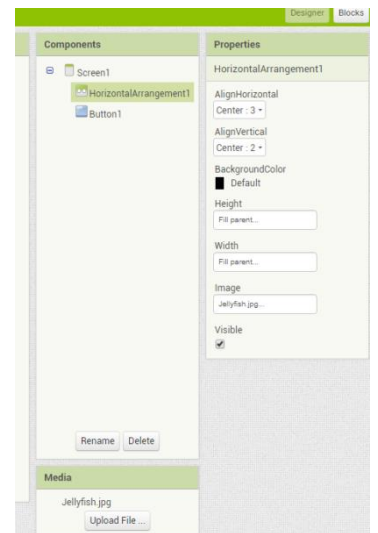 Designer Blocks
Components
Screen1
HorizontalArrangement1
Button1
Rename Delete
Media
Jellyfish.jpg
Upload File ...
Properties
HorizontalArrangement1
AlignHorizontal
Center : 3
AlignVertical
Center : 2
BackgroundColor
Default
Height
Fill parent...
Width
Fill parent...
Image
Jellyfish.jpg...
Visible